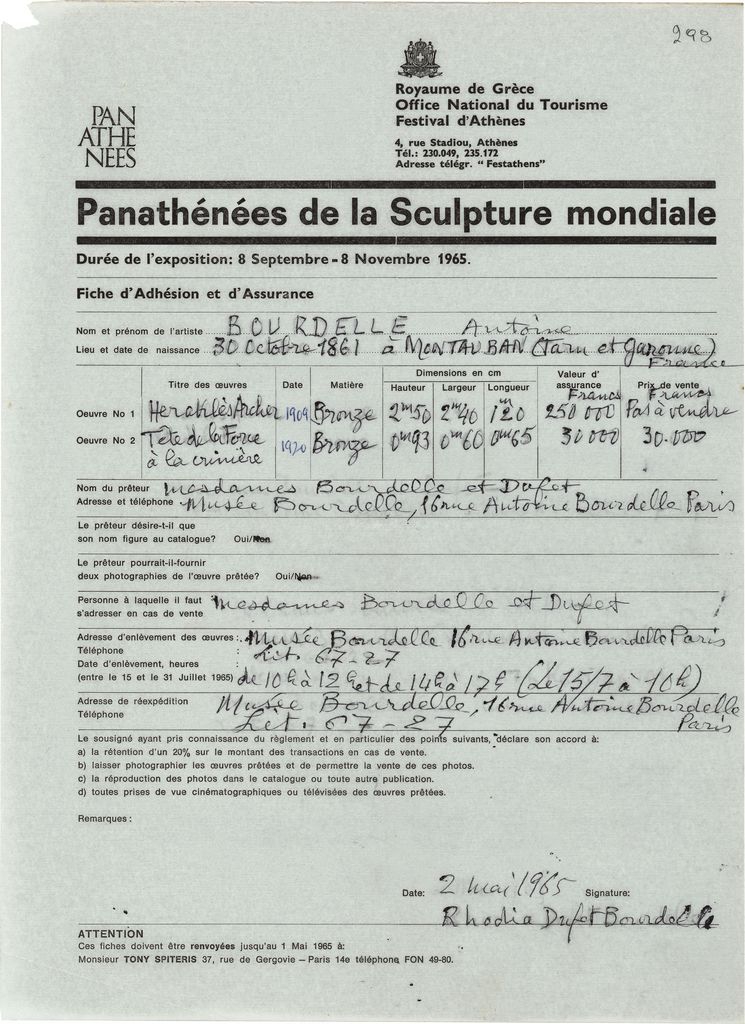 298
PAN
ATHE
NEES
Royaume de Grèce
Office National du Tourisme
Festival d'Athènes
4, rue Stadiou, Athènes
Tél.: 230.049, 235.172
Adresse télégr. “ Festathens”
Panathénées de la Sculpture mondiale
Durée de l'exposition: 8 Septembre - 8 Novembre 1965.
Fiche d'Adhésion et d'Assurance
Nom et prénom de l'artiste BOURDELLE Antoine
Lieu et date de naissance 30 Octobre 1861 à MONTAUBAN (Tarn et Garonne)
France
Titre des œuvres Date Matière Dimensions en cm Hauteur Largeur Longueur Valeur d'assurance Francs Prix de vente Francs
Oeuvre No 1 Heraklès Archer 1909 Bronze 2m50 2m40 1m20 250 000 Pas à vendre
Oeuvre No 2 Tête de la Force 1920 Bronze 0m93 0m60 0m65 30 000 30.000
à la crinière
Nom du prêteur Mesdames Bourdelle et Dufet
Adresse et téléphone Musée Bourdelle, 16 rue Antoine Bourdelle Paris
Le prêteur désire-t-il que
son nom figure au catalogue? Oui/Non
Le prêteur pourrait-il-fournir
deux photographies de l'œuvre prêtée? Oui/Non
Personne à laquelle il faut
s'adresser en cas de vente Mesdames Bourdelle et Dufet
Adresse d'enlèvement des œuvres: Musée Bourdelle 16 rue Antoine Bourdelle Paris
Téléphone : Lit. 67-27
Date d'enlèvement, heures :
(entre le 15 et le 31 Juillet 1965) de 10h à 12h et de 14h à 17h (Le 15/7 à 10h)
Adresse de réexpédition Musée Bourdelle, 16 rue Antoine Bourdelle
Téléphone Lit. 67-27 Paris
Le sousigné ayant pris connaissance du règlement et en particulier des points suivants, déclare son accord à:
a) la rétention d'un 20% sur le montant des transactions en cas de vente.
b) laisser photographier les œuvres prêtées et de permettre la vente de ces photos.
c) la réproduction des photos dans le catalogue ou toute autre publication.
d) toutes prises de vue cinématographiques ou télévisées des œuvres prêtées.
Remarques :
Date: 2 mai 1965 Signature:
Rhodia Dufet Bourdelle
ATTENTION
Ces fiches doivent être renvoyées jusqu'au 1 Mai 1965 à:
Monsieur TONY SPITERIS 37, rue de Gergovie – Paris 14e téléphone FON 49-80.